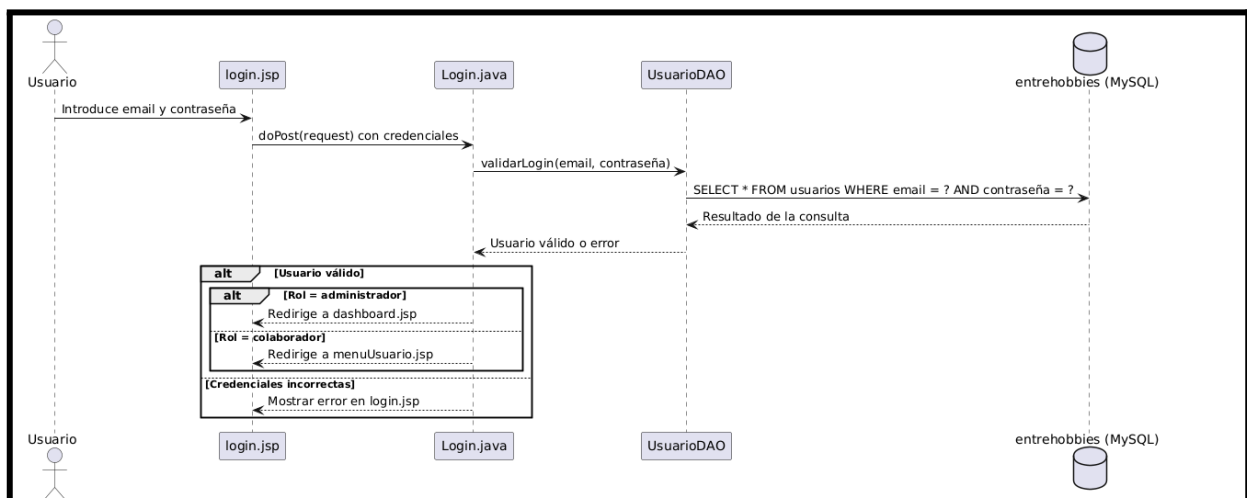 Usuario
login.jsp
Login.java
UsuarioDAO
entrehobbies (MySQL)
Introduce email y contraseña
doPost(request) con credenciales
validarLogin(email, contraseña)
SELECT * FROM usuarios WHERE email = ? AND contraseña = ?
Resultado de la consulta
Usuario válido o error
alt [Usuario válido]
alt [Rol = administrador]
Redirige a dashboard.jsp
[Rol = colaborador]
Redirige a menuUsuario.jsp
[Credenciales incorrectas]
Mostrar error en login.jsp
Usuario
login.jsp
Login.java
UsuarioDAO
entrehobbies (MySQL)